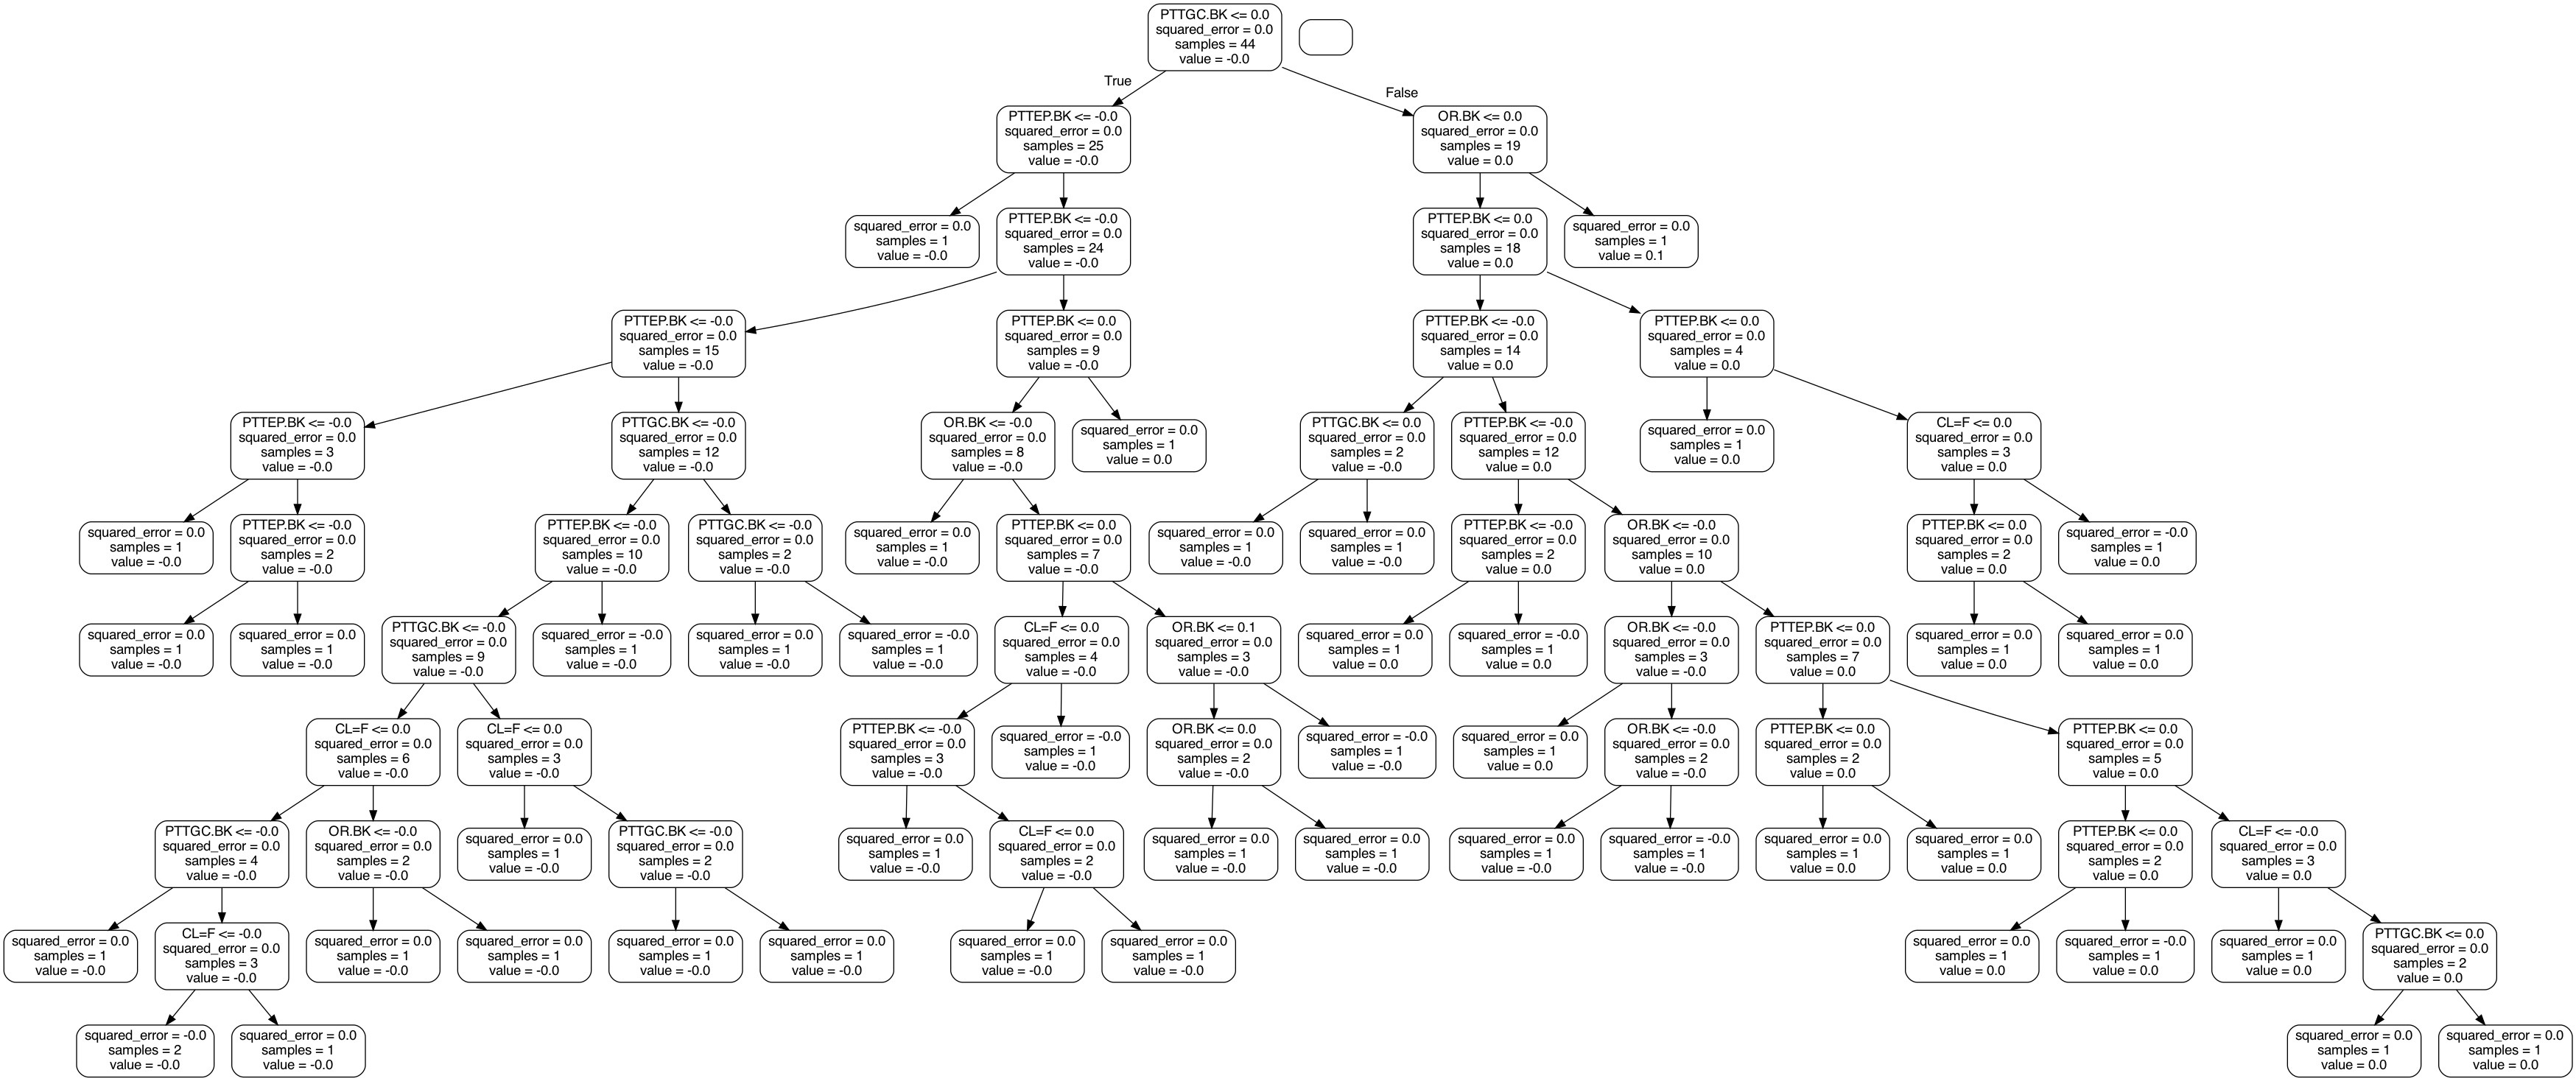 PTTGC.BK <= 0.0
squared_error = 0.0
samples = 44
value = -0.0
True
False
PTTEP.BK <= -0.0
squared_error = 0.0
samples = 25
value = -0.0
OR.BK <= 0.0
squared_error = 0.0
samples = 19
value = 0.0
squared_error = 0.0
samples = 1
value = -0.0
PTTEP.BK <= -0.0
squared_error = 0.0
samples = 24
value = -0.0
PTTEP.BK <= 0.0
squared_error = 0.0
samples = 18
value = 0.0
squared_error = 0.0
samples = 1
value = 0.1
PTTEP.BK <= -0.0
squared_error = 0.0
samples = 15
value = -0.0
PTTEP.BK <= 0.0
squared_error = 0.0
samples = 9
value = -0.0
PTTEP.BK <= -0.0
squared_error = 0.0
samples = 14
value = 0.0
PTTEP.BK <= 0.0
squared_error = 0.0
samples = 4
value = 0.0
PTTEP.BK <= -0.0
squared_error = 0.0
samples = 3
value = -0.0
PTTGC.BK <= -0.0
squared_error = 0.0
samples = 12
value = -0.0
OR.BK <= -0.0
squared_error = 0.0
samples = 8
value = -0.0
squared_error = 0.0
samples = 1
value = 0.0
PTTGC.BK <= 0.0
squared_error = 0.0
samples = 2
value = -0.0
PTTEP.BK <= -0.0
squared_error = 0.0
samples = 12
value = 0.0
squared_error = 0.0
samples = 1
value = 0.0
CL=F <= 0.0
squared_error = 0.0
samples = 3
value = 0.0
squared_error = 0.0
samples = 1
value = -0.0
PTTEP.BK <= -0.0
squared_error = 0.0
samples = 2
value = -0.0
PTTEP.BK <= -0.0
squared_error = 0.0
samples = 10
value = -0.0
PTTGC.BK <= -0.0
squared_error = 0.0
samples = 2
value = -0.0
squared_error = 0.0
samples = 1
value = -0.0
PTTEP.BK <= 0.0
squared_error = 0.0
samples = 7
value = -0.0
squared_error = 0.0
samples = 1
value = -0.0
squared_error = 0.0
samples = 1
value = -0.0
PTTEP.BK <= -0.0
squared_error = 0.0
samples = 2
value = 0.0
OR.BK <= -0.0
squared_error = 0.0
samples = 10
value = 0.0
PTTEP.BK <= 0.0
squared_error = 0.0
samples = 2
value = 0.0
squared_error = -0.0
samples = 1
value = 0.0
squared_error = 0.0
samples = 1
value = -0.0
squared_error = 0.0
samples = 1
value = -0.0
PTTGC.BK <= -0.0
squared_error = 0.0
samples = 9
value = -0.0
squared_error = -0.0
samples = 1
value = -0.0
squared_error = 0.0
samples = 1
value = -0.0
squared_error = -0.0
samples = 1
value = -0.0
CL=F <= 0.0
squared_error = 0.0
samples = 4
value = -0.0
OR.BK <= 0.1
squared_error = 0.0
samples = 3
value = -0.0
squared_error = 0.0
samples = 1
value = 0.0
squared_error = -0.0
samples = 1
value = 0.0
OR.BK <= -0.0
squared_error = 0.0
samples = 3
value = -0.0
PTTEP.BK <= 0.0
squared_error = 0.0
samples = 7
value = 0.0
squared_error = 0.0
samples = 1
value = 0.0
squared_error = 0.0
samples = 1
value = 0.0
CL=F <= 0.0
squared_error = 0.0
samples = 6
value = -0.0
CL=F <= 0.0
squared_error = 0.0
samples = 3
value = -0.0
PTTEP.BK <= -0.0
squared_error = 0.0
samples = 3
value = -0.0
squared_error = -0.0
samples = 1
value = -0.0
OR.BK <= 0.0
squared_error = 0.0
samples = 2
value = -0.0
squared_error = -0.0
samples = 1
value = -0.0
squared_error = 0.0
samples = 1
value = 0.0
OR.BK <= -0.0
squared_error = 0.0
samples = 2
value = -0.0
PTTEP.BK <= 0.0
squared_error = 0.0
samples = 2
value = 0.0
PTTEP.BK <= 0.0
squared_error = 0.0
samples = 5
value = 0.0
PTTGC.BK <= -0.0
squared_error = 0.0
samples = 4
value = -0.0
OR.BK <= -0.0
squared_error = 0.0
samples = 2
value = -0.0
squared_error = 0.0
samples = 1
value = -0.0
PTTGC.BK <= -0.0
squared_error = 0.0
samples = 2
value = -0.0
squared_error = 0.0
samples = 1
value = -0.0
CL=F <= 0.0
squared_error = 0.0
samples = 2
value = -0.0
squared_error = 0.0
samples = 1
value = -0.0
squared_error = 0.0
samples = 1
value = -0.0
squared_error = 0.0
samples = 1
value = -0.0
squared_error = -0.0
samples = 1
value = -0.0
squared_error = 0.0
samples = 1
value = 0.0
squared_error = 0.0
samples = 1
value = 0.0
PTTEP.BK <= 0.0
squared_error = 0.0
samples = 2
value = 0.0
CL=F <= -0.0
squared_error = 0.0
samples = 3
value = 0.0
squared_error = 0.0
samples = 1
value = -0.0
CL=F <= -0.0
squared_error = 0.0
samples = 3
value = -0.0
squared_error = 0.0
samples = 1
value = -0.0
squared_error = 0.0
samples = 1
value = -0.0
squared_error = 0.0
samples = 1
value = -0.0
squared_error = 0.0
samples = 1
value = -0.0
squared_error = 0.0
samples = 1
value = -0.0
squared_error = 0.0
samples = 1
value = -0.0
squared_error = 0.0
samples = 1
value = 0.0
squared_error = -0.0
samples = 1
value = 0.0
squared_error = 0.0
samples = 1
value = 0.0
PTTGC.BK <= 0.0
squared_error = 0.0
samples = 2
value = 0.0
squared_error = -0.0
samples = 2
value = -0.0
squared_error = 0.0
samples = 1
value = -0.0
squared_error = 0.0
samples = 1
value = 0.0
squared_error = 0.0
samples = 1
value = 0.0